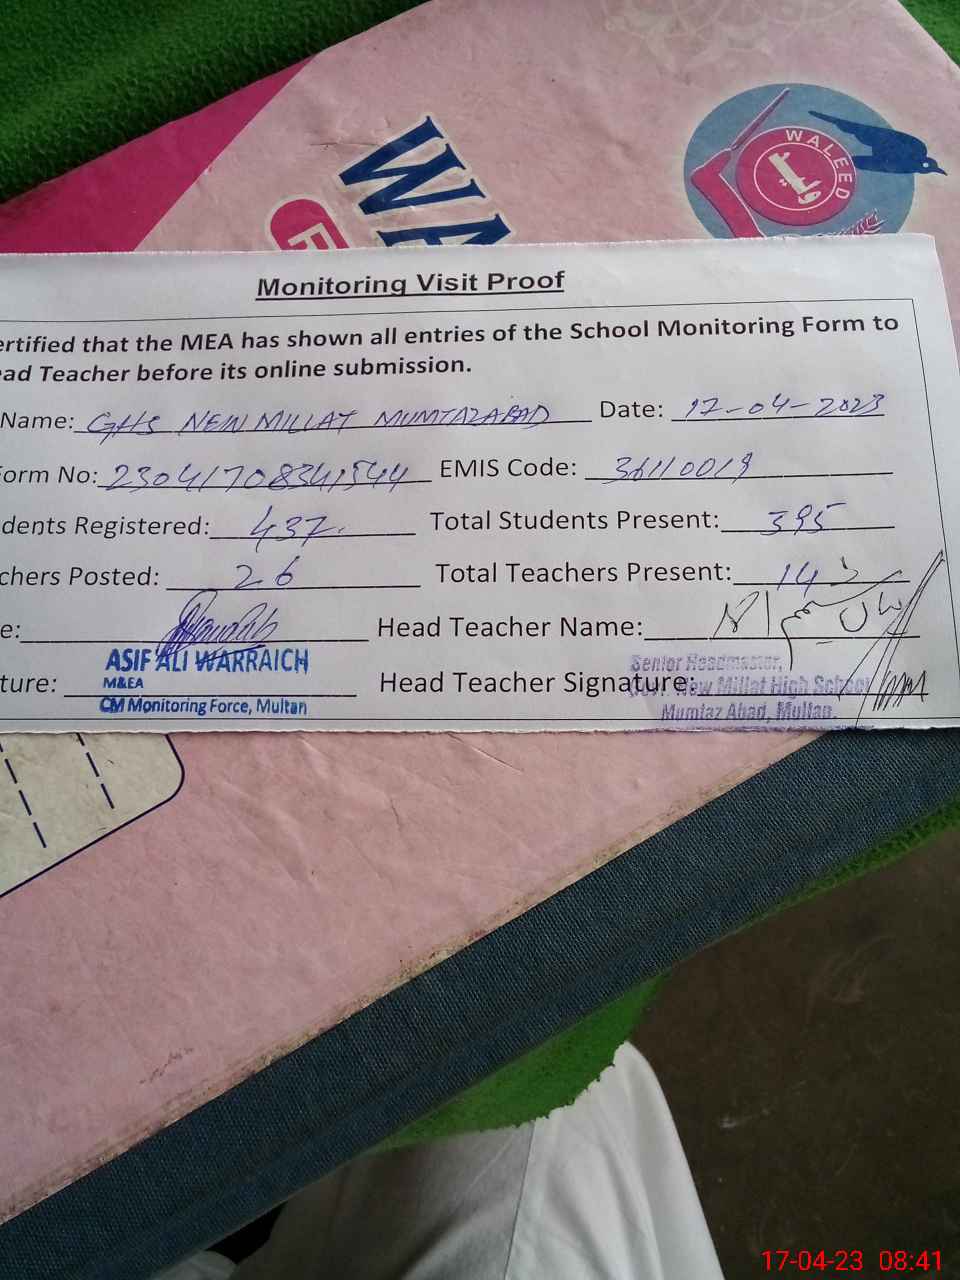 WALEED
WA
Monitoring Visit Proof
ertified that the MEA has shown all entries of the School Monitoring Form to
ead Teacher before its online submission.
Name: GHS NEW MILLAT MUMTAZABAD Date: 17-04-2023
orm No: 23041708341544 EMIS Code: 36110019
dents Registered: 437 Total Students Present: 395
chers Posted: 26 Total Teachers Present: 14
e: Head Teacher Name:
ASIF ALI WARRAICH
ture: M&EA Head Teacher Signature:
CM Monitoring Force, Multan
Senior Headmaster,
Govt. New Millat High School
Mumtaz Abad, Multan.
17-04-23 08:41